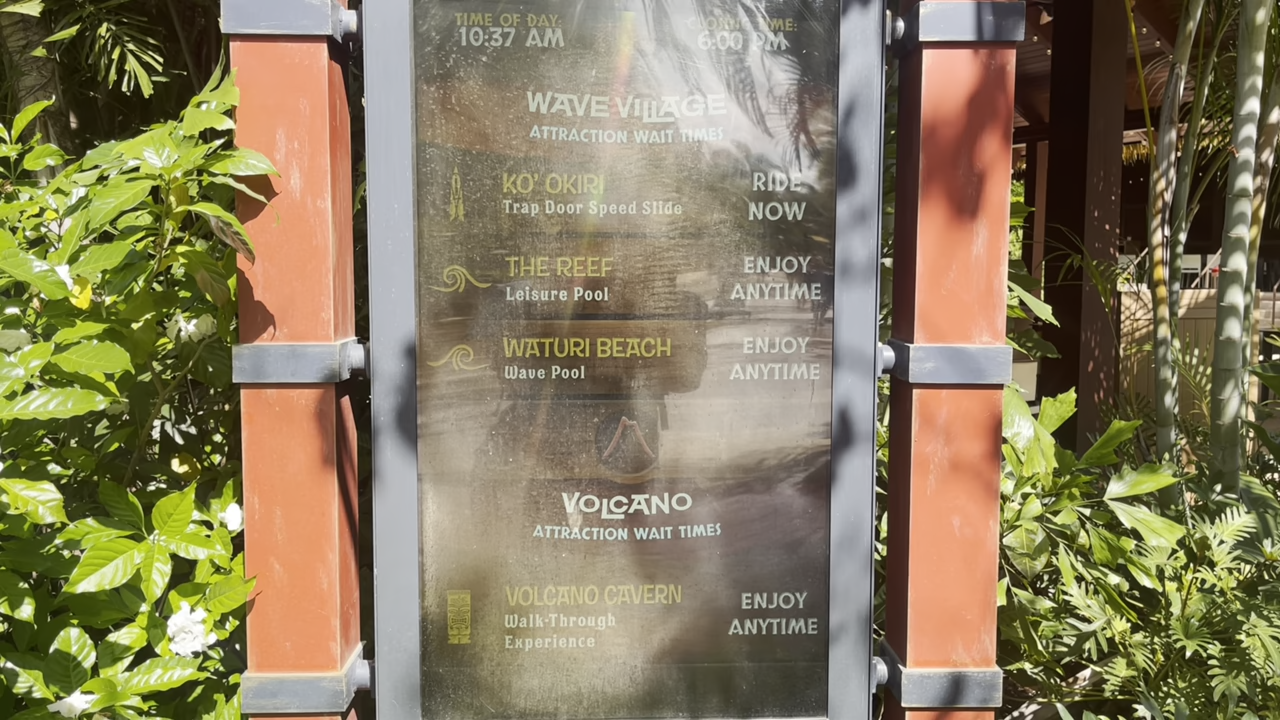 TIME OF DAY: CLOSING TIME:
10:37 AM 6:00 PM
WAVE VILLAGE
ATTRACTION WAIT TIMES
KO' OKIRI RIDE
Trap Door Speed Slide NOW
THE REEF ENJOY
Leisure Pool ANYTIME
WATURI BEACH ENJOY
Wave Pool ANYTIME
VOLCANO
ATTRACTION WAIT TIMES
VOLCANO CAVERN ENJOY
Walk-Through ANYTIME
Experience